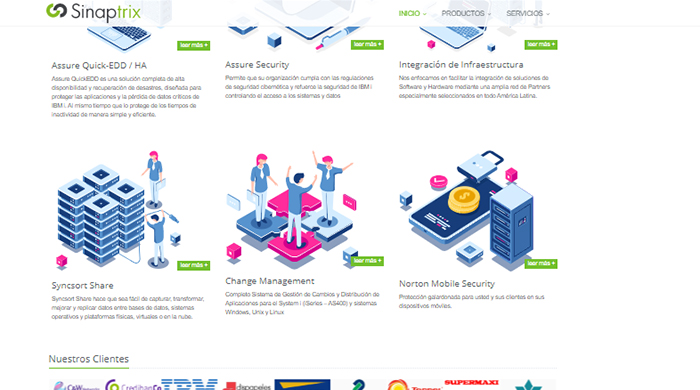 Sinaptrix
INICIO PRODUCTOS SERVICIOS
leer más +
leer más +
leer más +
Assure Quick-EDD / HA
Assure QuickEDD es una solución completa de alta
disponibilidad y recuperación de desastres, diseñada para
proteger las aplicaciones y la pérdida de datos críticos de
IBM i. Al mismo tiempo que lo protege de los tiempos de
inactividad de manera simple y eficiente.
Assure Security
Permite que su organización cumpla con las regulaciones
de seguridad cibernética y refuerce la seguridad de IBM i
controlando el acceso a los sistemas y datos
Integración de Infraestructura
Nos enfocamos en facilitar la integración de soluciones de
Software y Hardware mediante una amplia red de Partners
especialmente seleccionados en todo América Latina.
leer más +
leer más +
leer más +
Syncsort Share
Syncsort Share hace que sea fácil de capturar, transformar,
mejorar y replicar datos entre bases de datos, sistemas
operativos y plataformas físicas, virtuales o en la nube.
Change Management
Completo Sistema de Gestión de Cambios y Distribución de
Aplicaciones para el System i (iSeries - AS400) y sistemas
Windows, Unix y Linux
Norton Mobile Security
Protección galardonada para usted y sus clientes en sus
dispositivos móviles.
Nuestros Clientes
IBM
dispapeles
SUPERMAXI